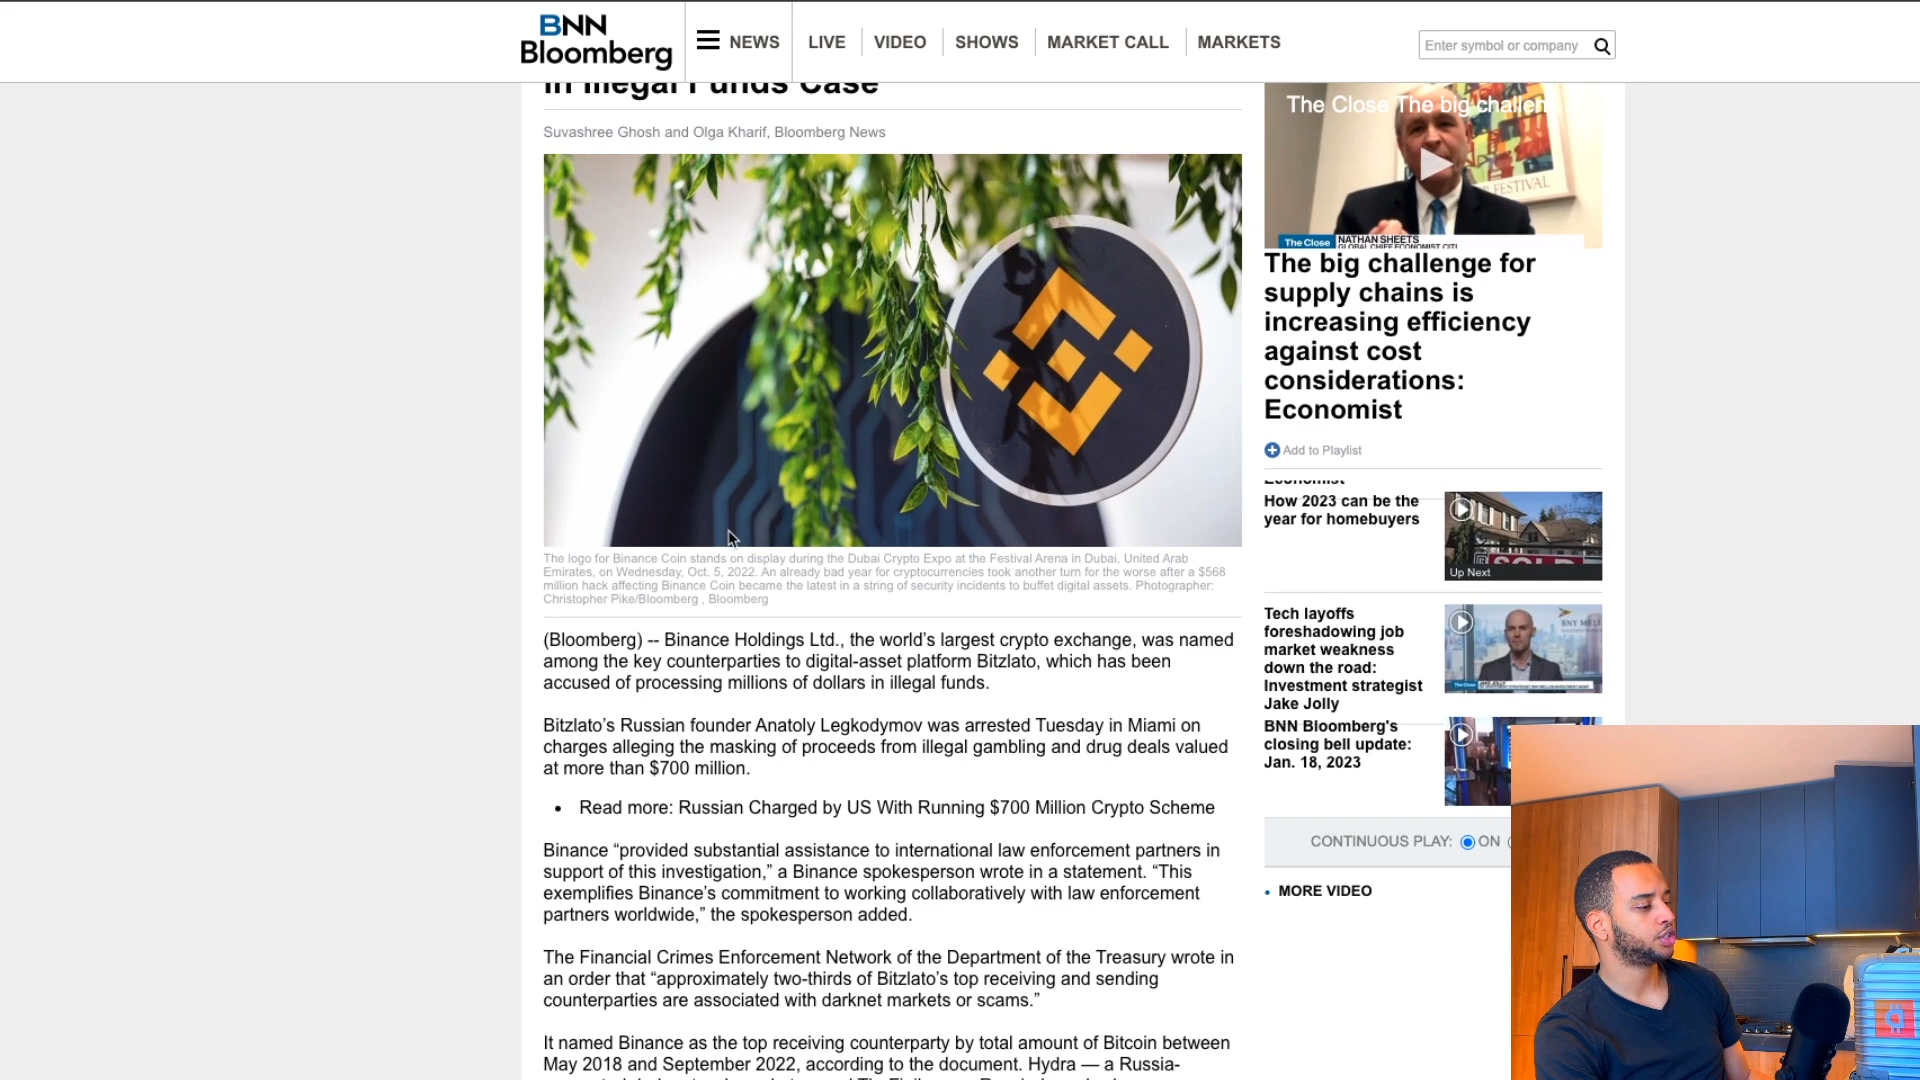 BNN
Bloomberg
NEWS
LIVE
VIDEO
SHOWS
MARKET CALL
MARKETS
Enter symbol or company
in Illegal Funds Case
Suvashree Ghosh and Olga Kharif, Bloomberg News
The logo for Binance Coin stands on display during the Dubai Crypto Expo at the Festival Arena in Dubai, United Arab
Emirates, on Wednesday, Oct. 5, 2022. An already bad year for cryptocurrencies took another turn for the worse after a $568
million hack affecting Binance Coin became the latest in a string of security incidents to buffet digital assets. Photographer:
Christopher Pike/Bloomberg , Bloomberg
(Bloomberg) -- Binance Holdings Ltd., the world's largest crypto exchange, was named
among the key counterparties to digital-asset platform Bitzlato, which has been
accused of processing millions of dollars in illegal funds.
Bitzlato's Russian founder Anatoly Legkodymov was arrested Tuesday in Miami on
charges alleging the masking of proceeds from illegal gambling and drug deals valued
at more than $700 million.
• Read more: Russian Charged by US With Running $700 Million Crypto Scheme
Binance “provided substantial assistance to international law enforcement partners in
support of this investigation,” a Binance spokesperson wrote in a statement. “This
exemplifies Binance's commitment to working collaboratively with law enforcement
partners worldwide,” the spokesperson added.
The Financial Crimes Enforcement Network of the Department of the Treasury wrote in
an order that “approximately two-thirds of Bitzlato's top receiving and sending
counterparties are associated with darknet markets or scams.”
It named Binance as the top receiving counterparty by total amount of Bitcoin between
May 2018 and September 2022, according to the document. Hydra — a Russia-
The Close The big challen
FESTIVAL
The Close NATHAN SHEETS
GLOBAL CHIEF ECONOMIST CITI
The big challenge for
supply chains is
increasing efficiency
against cost
considerations:
Economist
Add to Playlist
Economist
How 2023 can be the
year for homebuyers
SOLD
Up Next
Tech layoffs
foreshadowing job
market weakness
down the road:
Investment strategist
Jake Jolly
BNY MELL
BNN Bloomberg's
closing bell update:
Jan. 18, 2023
CONTINUOUS PLAY: ON
• MORE VIDEO